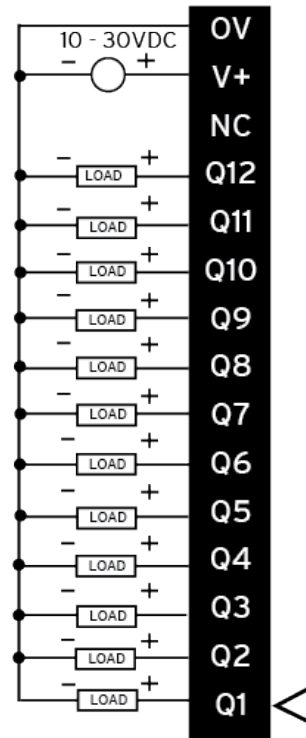 0V
10 - 30VDC
- + V+
NC
- LOAD + Q12
- LOAD + Q11
- LOAD + Q10
- LOAD + Q9
- LOAD + Q8
- LOAD + Q7
- LOAD + Q6
- LOAD + Q5
- LOAD + Q4
- LOAD + Q3
- LOAD + Q2
- LOAD + Q1